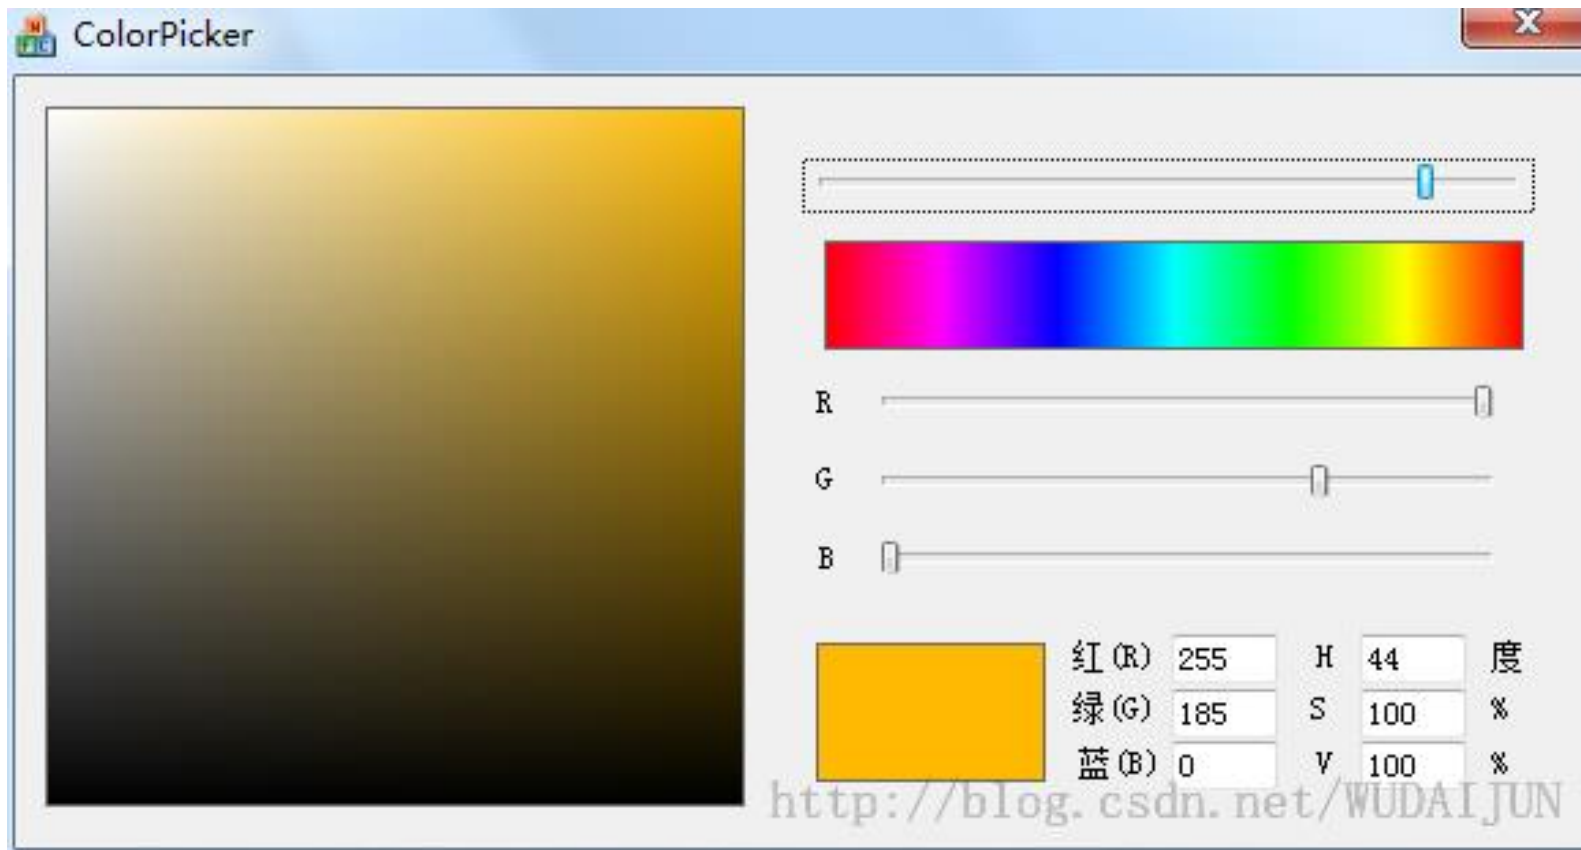 ColorPicker
R
G
B
红(R) 255 H 44 度
绿(G) 185 S 100 %
蓝(B) 0 V 100 %
http://blog.csdn.net/WUDAIJUN